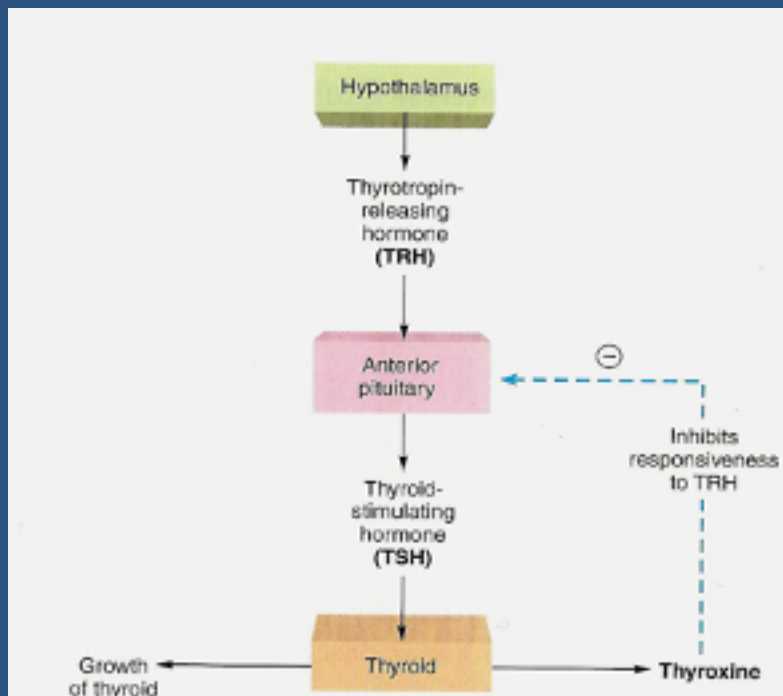 Hypothalamus
Thyrotropin-
releasing
hormone
(TRH)
Anterior
pituitary
Inhibits
responsiveness
to TRH
Thyroid-
stimulating
hormone
(TSH)
Growth
of thyroid
Thyroid
Thyroxine